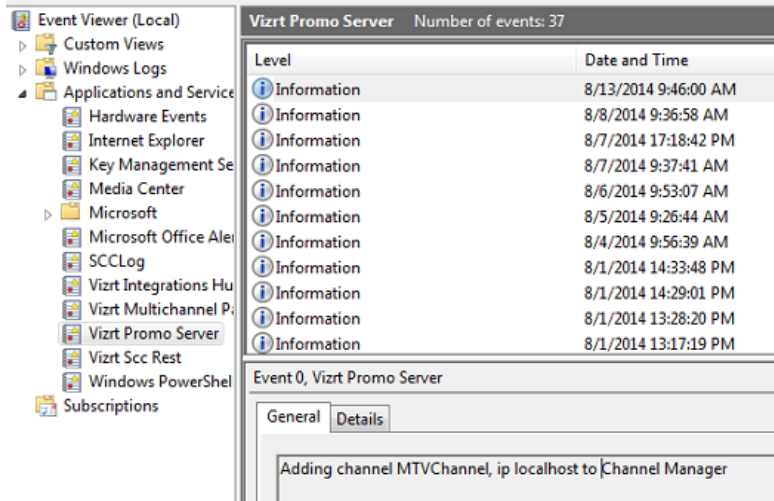 Event Viewer (Local)
Custom Views
Windows Logs
Applications and Service
Hardware Events
Internet Explorer
Key Management Se
Media Center
Microsoft
Microsoft Office Aler
SCCLog
Vizrt Integrations Hu
Vizrt Multichannel Pa
Vizrt Promo Server
Vizrt Scc Rest
Windows PowerShel
Subscriptions
Vizrt Promo Server Number of events: 37
Level Date and Time
Information 8/13/2014 9:46:00 AM
Information 8/8/2014 9:36:58 AM
Information 8/7/2014 17:18:42 PM
Information 8/7/2014 9:37:41 AM
Information 8/6/2014 9:53:07 AM
Information 8/5/2014 9:26:44 AM
Information 8/4/2014 9:56:39 AM
Information 8/1/2014 14:33:48 PM
Information 8/1/2014 14:29:01 PM
Information 8/1/2014 13:28:20 PM
Information 8/1/2014 13:17:19 PM
Event 0, Vizrt Promo Server
General Details
Adding channel MTVChannel, ip localhost to Channel Manager